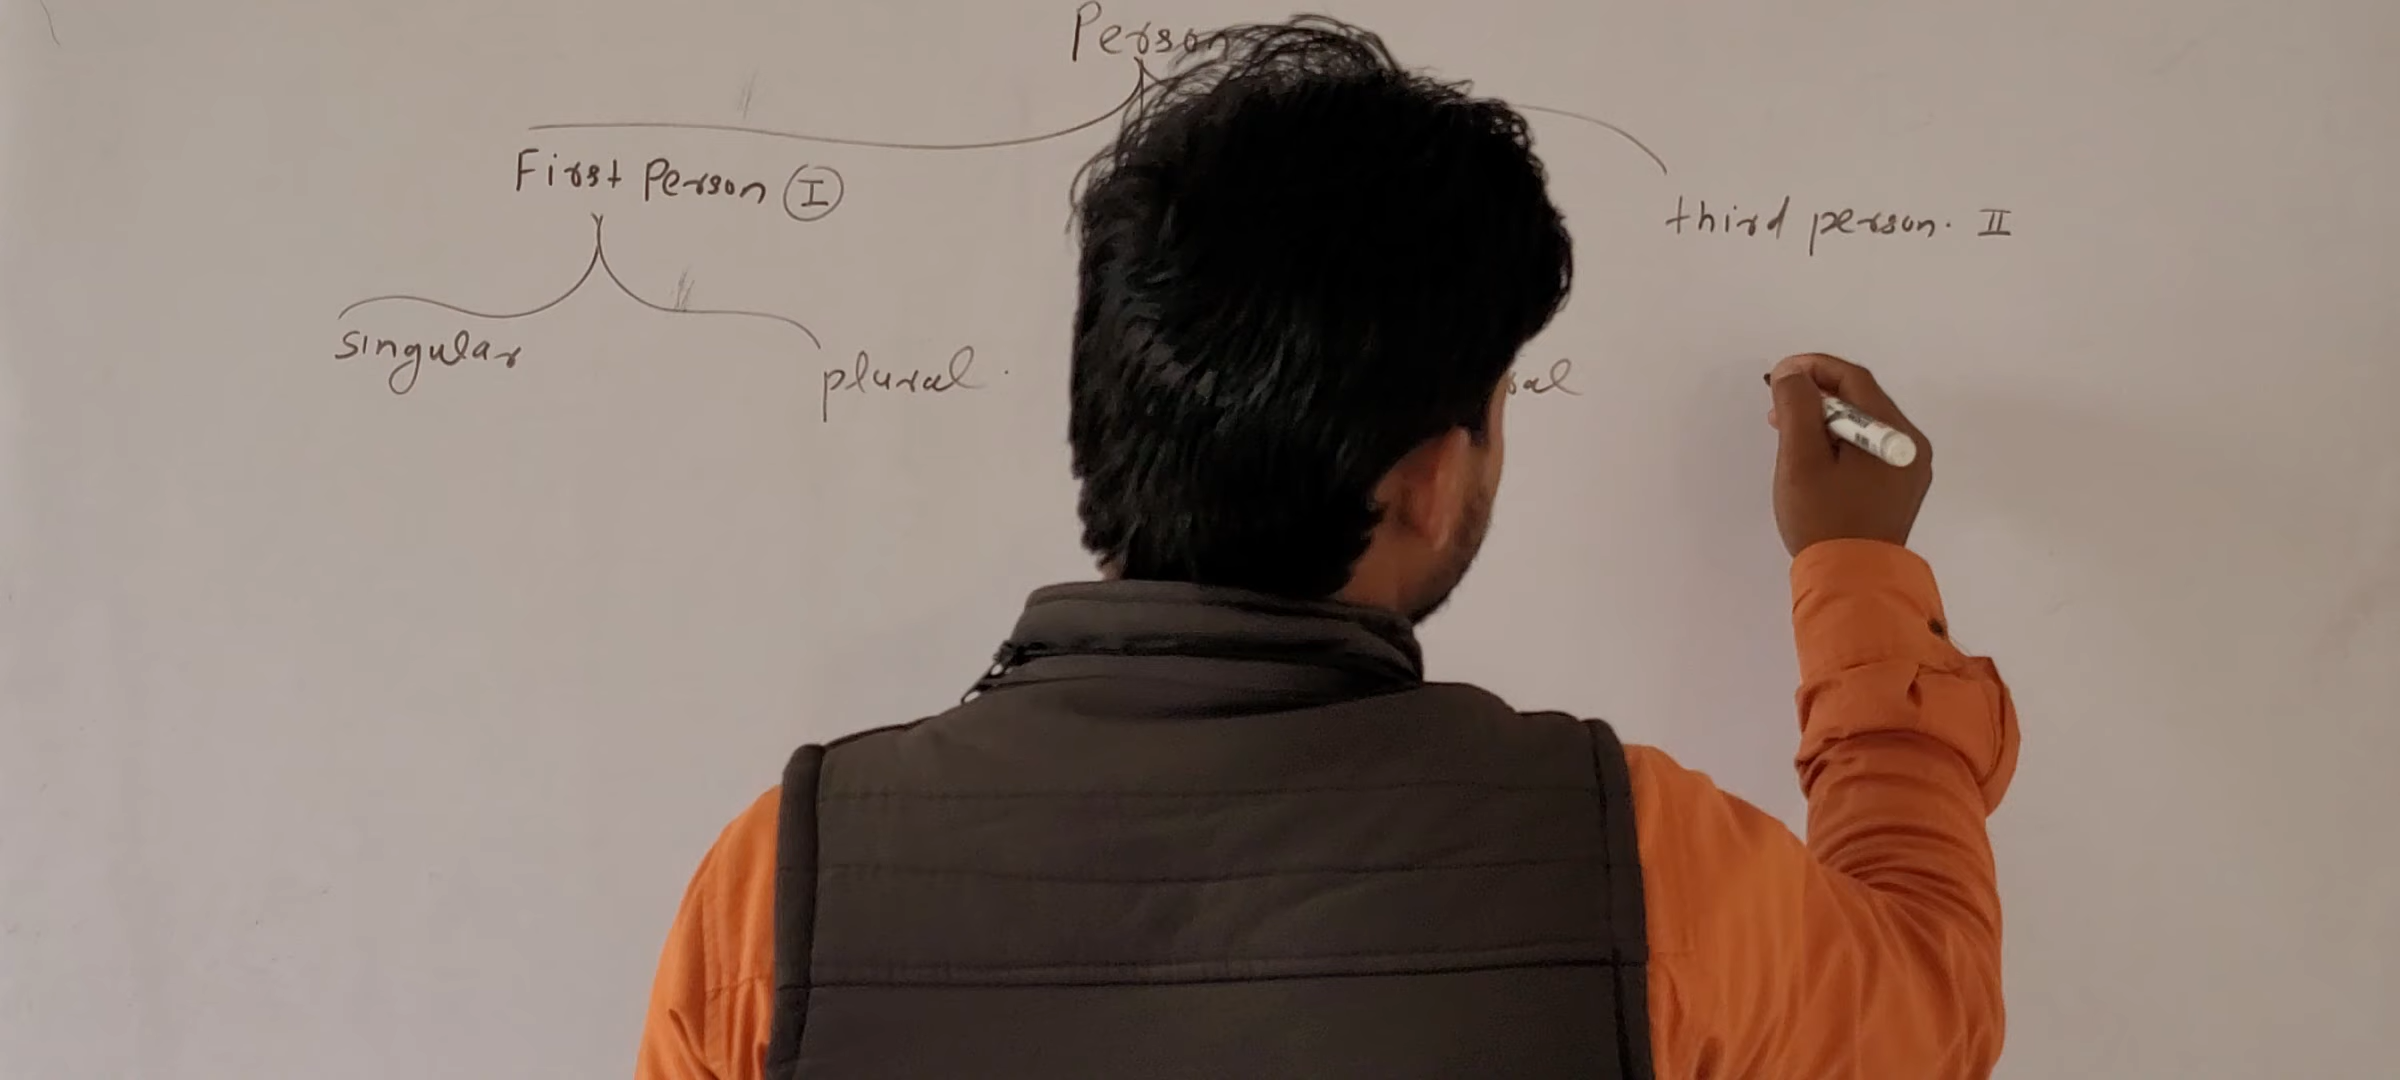 Person
First Person I
third person. II
singular
plural.